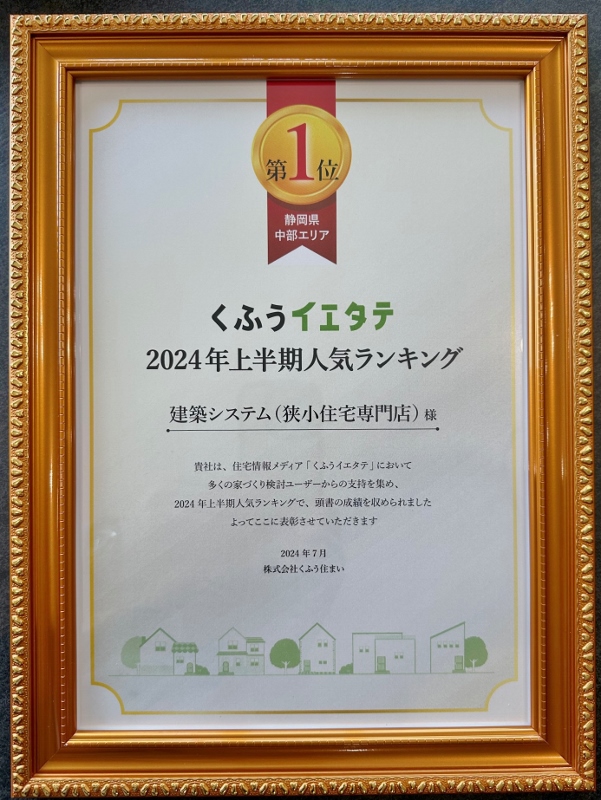 第1位
静岡県
中部エリア
くふうイエタテ
2024年上半期人気ランキング
建築システム(狭小住宅専門店)様
貴社は、住宅情報メディア「くふうイエタテ」において
多くの家づくり検討ユーザーからの支持を集め、
2024年上半期人気ランキングで、頭書の成績を収められました
よってここに表彰させていただきます
2024年7月
株式会社くふう住まい